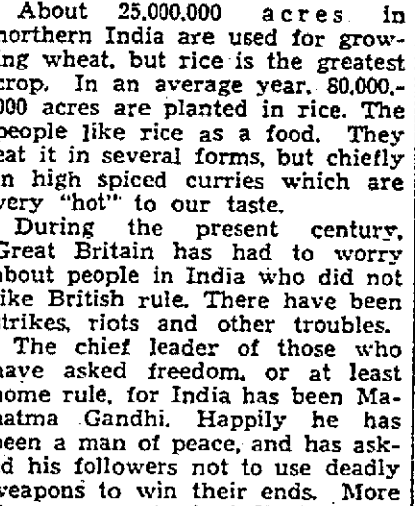 About 25,000,000 acres in
northern India are used for grow-
ing wheat, but rice is the greatest
crop. In an average year, 80,000,-
000 acres are planted in rice. The
people like rice as a food. They
eat it in several forms, but chiefly
in high spiced curries which are
very "hot" to our taste.
During the present century,
Great Britain has had to worry
about people in India who did not
like British rule. There have been
strikes, riots and other troubles.
The chief leader of those who
have asked freedom, or at least
home rule, for India has been Ma-
hatma Gandhi. Happily he has
been a man of peace, and has ask-
ed his followers not to use deadly
weapons to win their ends. More